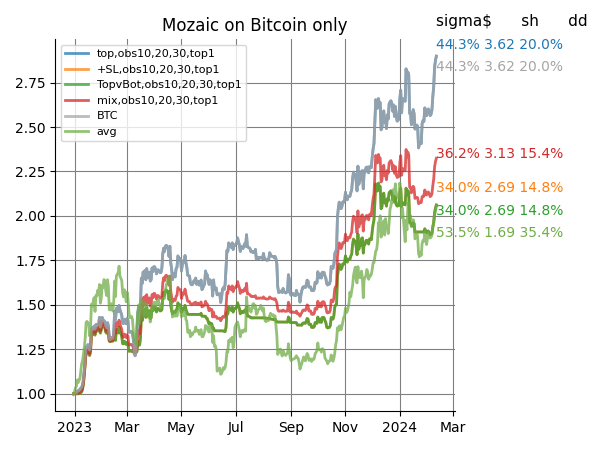 Mozaic on Bitcoin only
sigma$ sh dd
top,obs10,20,30,top1
+SL,obs10,20,30,top1
TopvBot,obs10,20,30,top1
mix,obs10,20,30,top1
BTC
avg
44.3% 3.62 20.0%
44.3% 3.62 20.0%
36.2% 3.13 15.4%
34.0% 2.69 14.8%
34.0% 2.69 14.8%
53.5% 1.69 35.4%
2.75
2.50
2.25
2.00
1.75
1.50
1.25
1.00
2023 Mar May Jul Sep Nov 2024 Mar